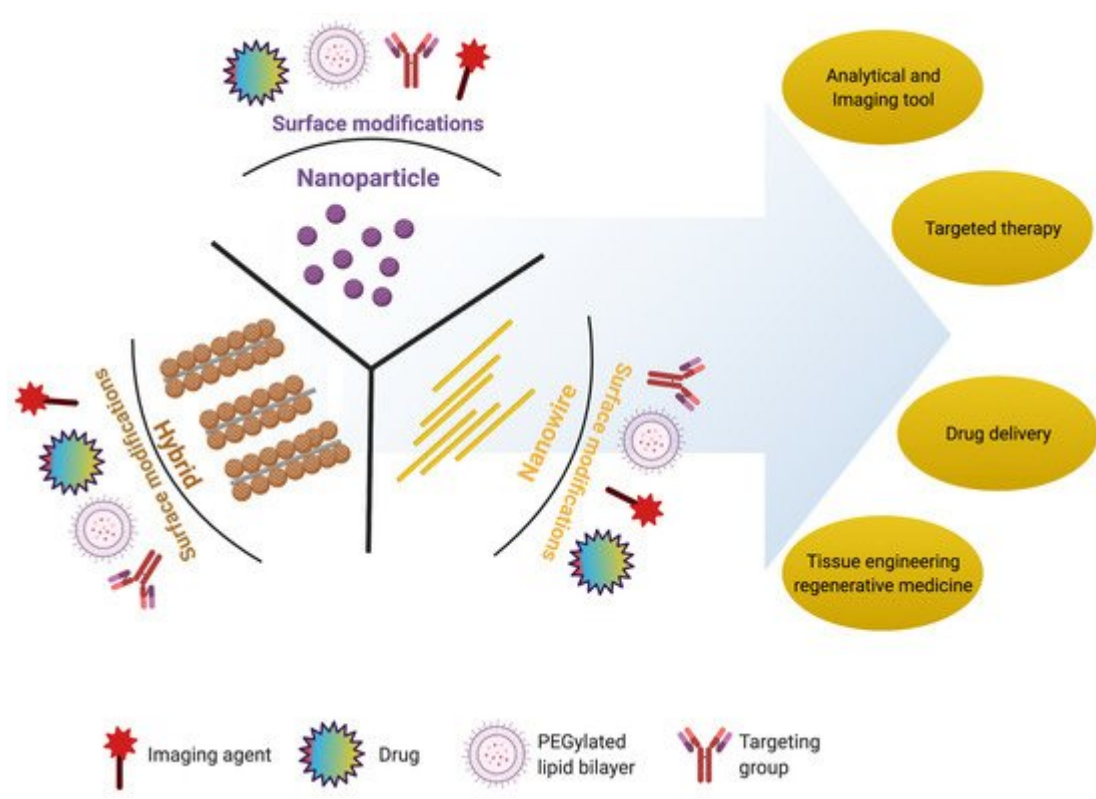 Surface modifications
Nanoparticle
Hybrid
Surface modifications
Nanowire
Surface modifications
Analytical and
Imaging tool
Targeted therapy
Drug delivery
Tissue engineering
regenerative medicine
Imaging agent
Drug
PEGylated
lipid bilayer
Targeting
group